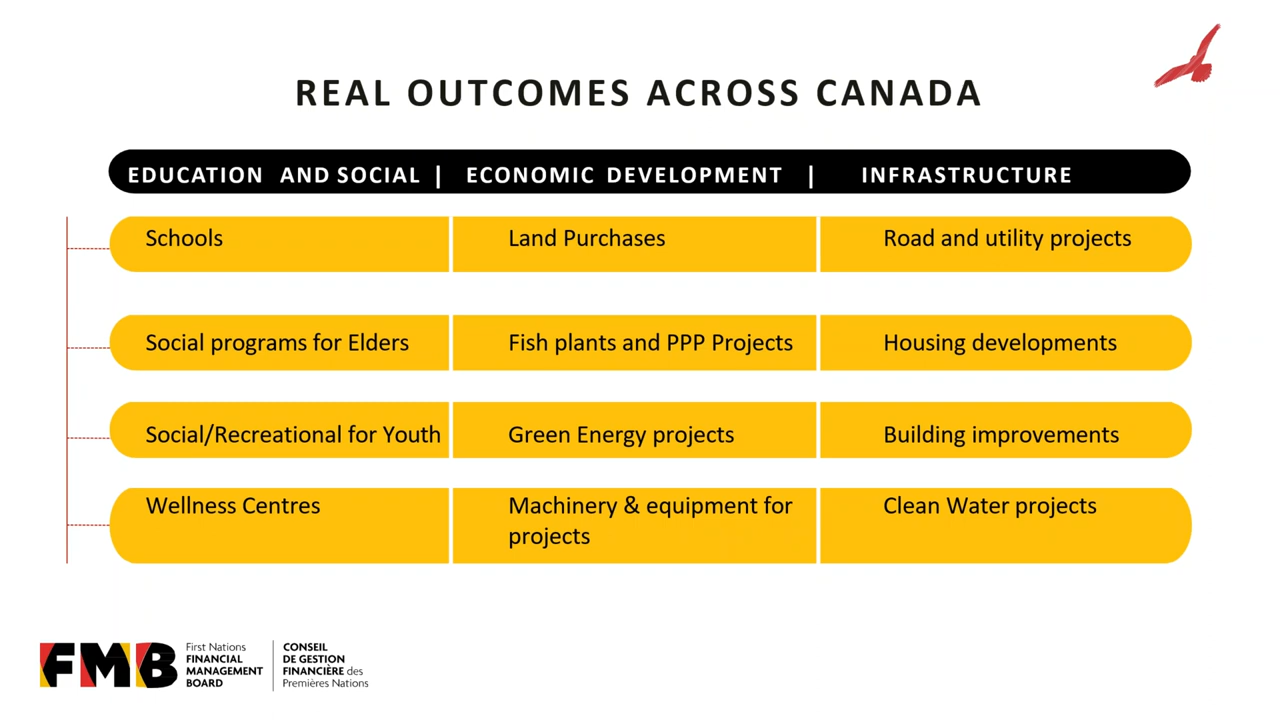 REAL OUTCOMES ACROSS CANADA
EDUCATION AND SOCIAL | ECONOMIC DEVELOPMENT | INFRASTRUCTURE
Schools
Land Purchases
Road and utility projects
Social programs for Elders
Fish plants and PPP Projects
Housing developments
Social/Recreational for Youth
Green Energy projects
Building improvements
Wellness Centres
Machinery & equipment for
projects
Clean Water projects
FMB
First Nations
FINANCIAL
MANAGEMENT
BOARD
CONSEIL
DE GESTION
FINANCIÈRE des
Premières Nations